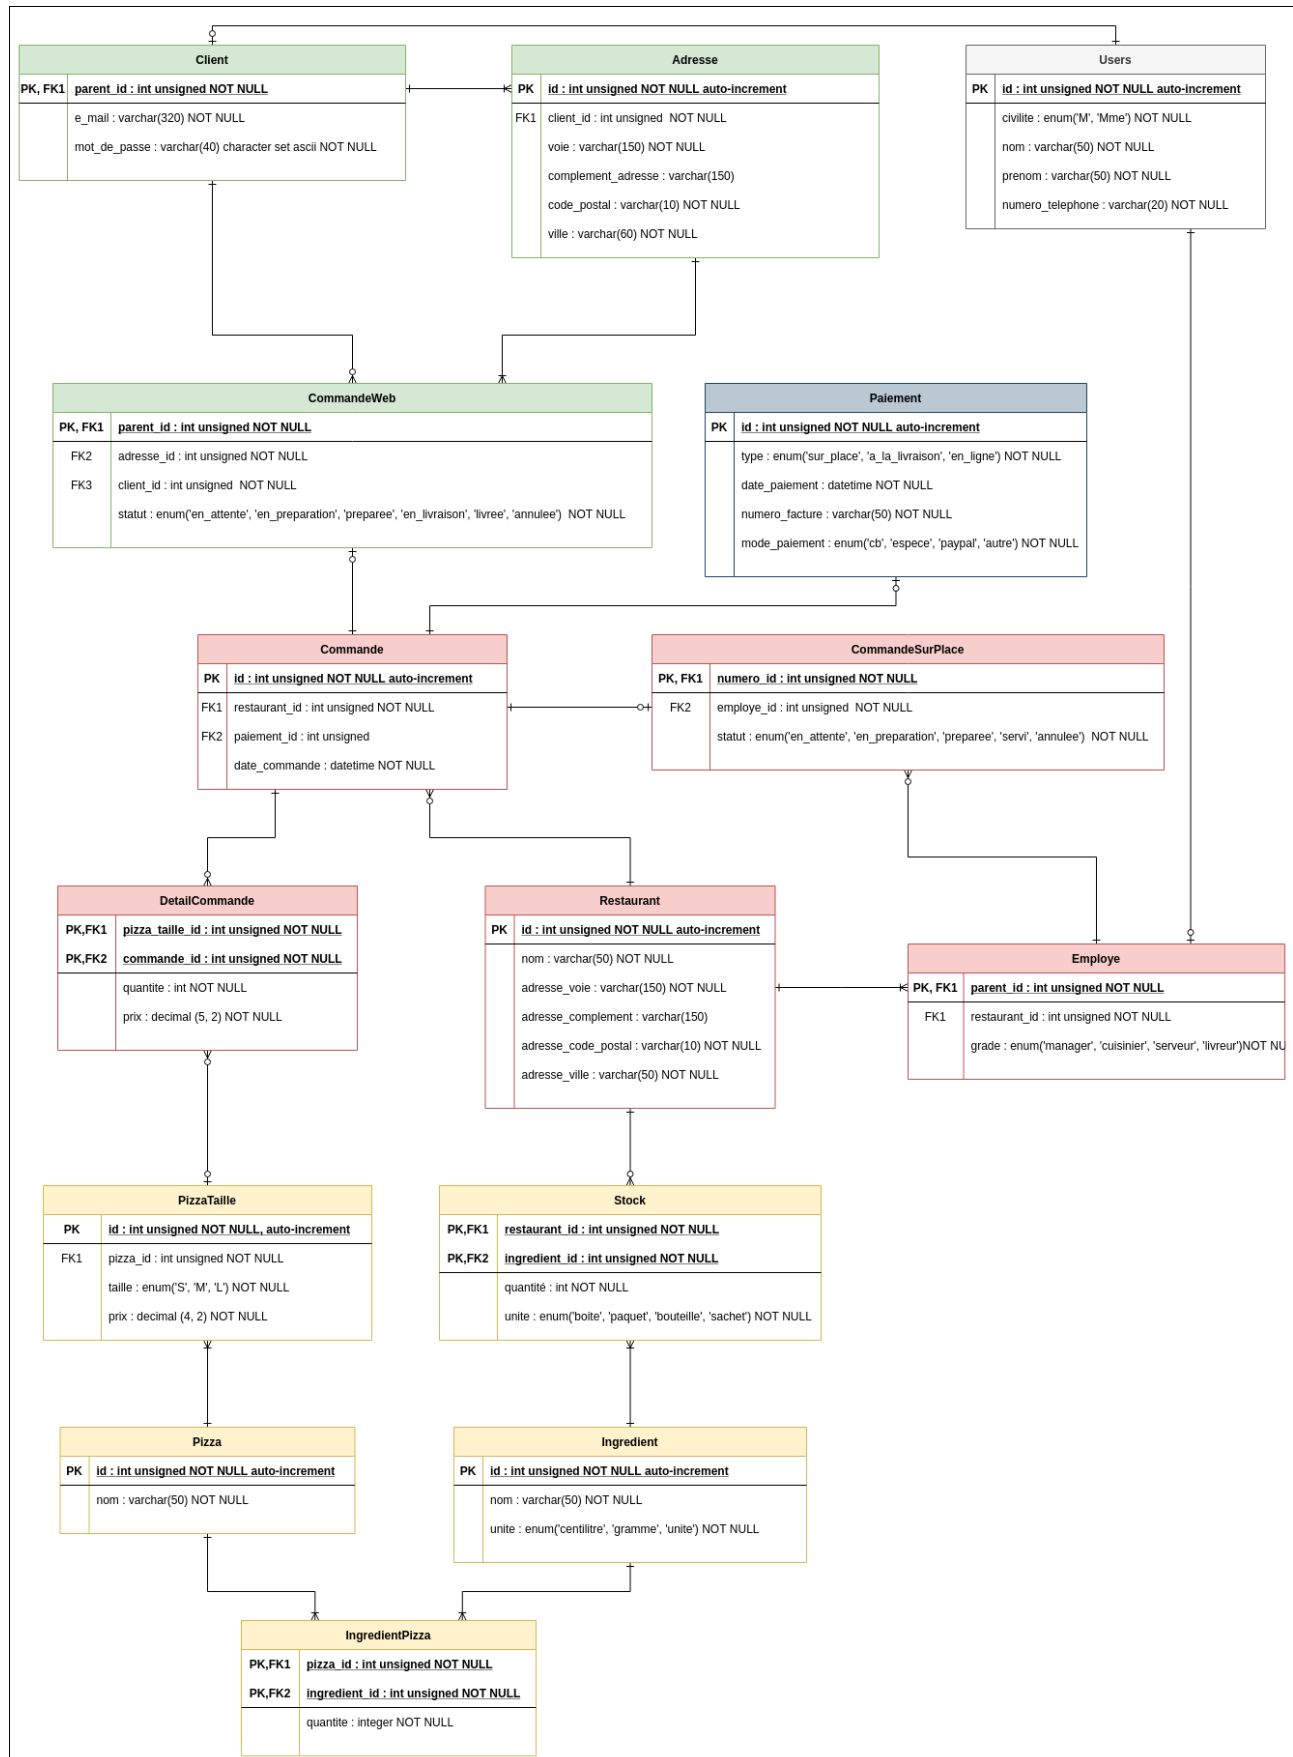 Client
PK, FK1 parent_id : int unsigned NOT NULL
e_mail : varchar(320) NOT NULL
mot_de_passe : varchar(40) character set ascii NOT NULL
Adresse
PK id : int unsigned NOT NULL auto-increment
FK1 client_id : int unsigned NOT NULL
voie : varchar(150) NOT NULL
complement_adresse : varchar(150)
code_postal : varchar(10) NOT NULL
ville : varchar(60) NOT NULL
Users
PK id : int unsigned NOT NULL auto-increment
civilite : enum('M', 'Mme') NOT NULL
nom : varchar(50) NOT NULL
prenom : varchar(50) NOT NULL
numero_telephone : varchar(20) NOT NULL
CommandeWeb
PK, FK1 parent_id : int unsigned NOT NULL
FK2 adresse_id : int unsigned NOT NULL
FK3 client_id : int unsigned NOT NULL
statut : enum('en_attente', 'en_preparation', 'preparee', 'en_livraison', 'livree', 'annulee') NOT NULL
Paiement
PK id : int unsigned NOT NULL auto-increment
type : enum('sur_place', 'a_la_livraison', 'en_ligne') NOT NULL
date_paiement : datetime NOT NULL
numero_facture : varchar(50) NOT NULL
mode_paiement : enum('cb', 'espece', 'paypal', 'autre') NOT NULL
Commande
PK id : int unsigned NOT NULL auto-increment
FK1 restaurant_id : int unsigned NOT NULL
FK2 paiement_id : int unsigned
date_commande : datetime NOT NULL
CommandeSurPlace
PK, FK1 numero_id : int unsigned NOT NULL
FK2 employe_id : int unsigned NOT NULL
statut : enum('en_attente', 'en_preparation', 'preparee', 'servi', 'annulee') NOT NULL
DetailCommande
PK,FK1 pizza_taille_id : int unsigned NOT NULL
PK,FK2 commande_id : int unsigned NOT NULL
quantite : int NOT NULL
prix : decimal (5, 2) NOT NULL
Restaurant
PK id : int unsigned NOT NULL auto-increment
nom : varchar(50) NOT NULL
adresse_voie : varchar(150) NOT NULL
adresse_complement : varchar(150)
adresse_code_postal : varchar(10) NOT NULL
adresse_ville : varchar(50) NOT NULL
Employe
PK, FK1 parent_id : int unsigned NOT NULL
FK1 restaurant_id : int unsigned NOT NULL
grade : enum('manager', 'cuisinier', 'serveur', 'livreur')NOT NU
PizzaTaille
PK id : int unsigned NOT NULL, auto-increment
FK1 pizza_id : int unsigned NOT NULL
taille : enum('S', 'M', 'L') NOT NULL
prix : decimal (4, 2) NOT NULL
Stock
PK,FK1 restaurant_id : int unsigned NOT NULL
PK,FK2 ingredient_id : int unsigned NOT NULL
quantité : int NOT NULL
unite : enum('boite', 'paquet', 'bouteille', 'sachet') NOT NULL
Pizza
PK id : int unsigned NOT NULL auto-increment
nom : varchar(50) NOT NULL
Ingredient
PK id : int unsigned NOT NULL auto-increment
nom : varchar(50) NOT NULL
unite : enum('centilitre', 'gramme', 'unite') NOT NULL
IngredientPizza
PK,FK1 pizza_id : int unsigned NOT NULL
PK,FK2 ingredient_id : int unsigned NOT NULL
quantite : integer NOT NULL